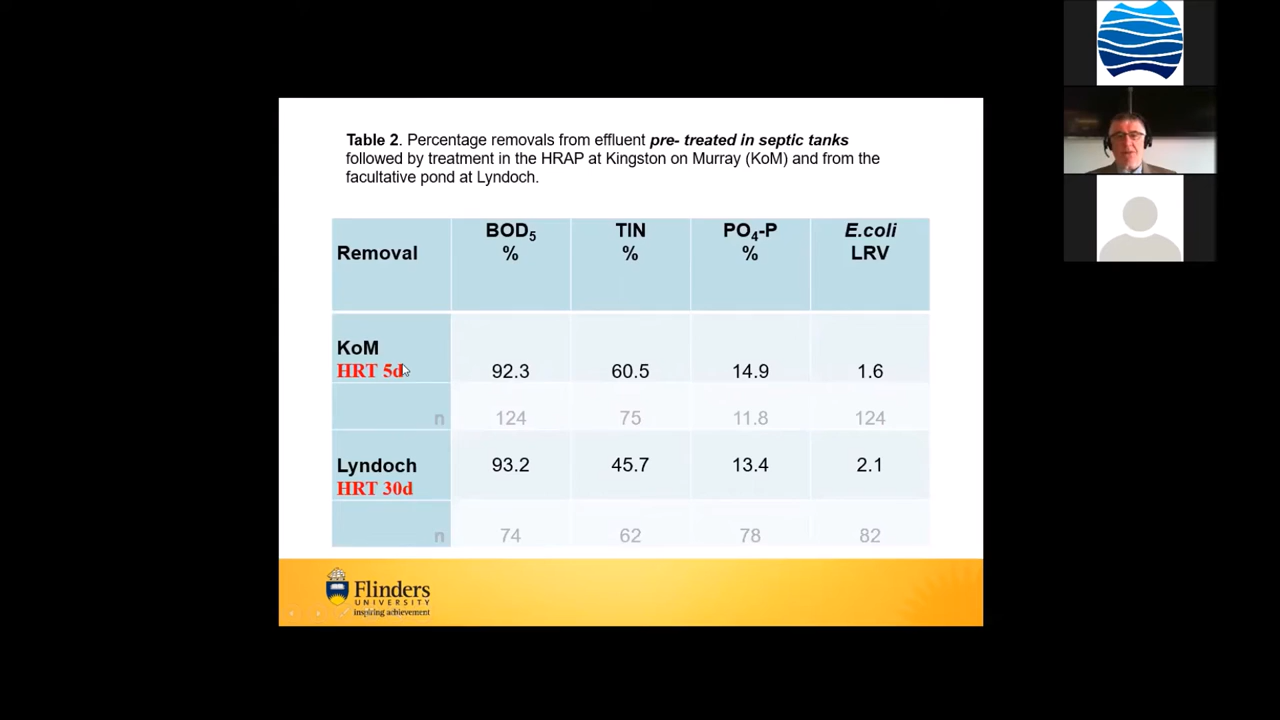 Table 2. Percentage removals from effluent pre- treated in septic tanks
followed by treatment in the HRAP at Kingston on Murray (KoM) and from the
facultative pond at Lyndoch.
Removal BOD5 % TIN % PO4-P % E.coli LRV
KoM
HRT 5d 92.3 60.5 14.9 1.6
n 124 75 11.8 124
Lyndoch 93.2 45.7 13.4 2.1
HRT 30d
n 74 62 78 82
Flinders
UNIVERSITY
inspiring achievement